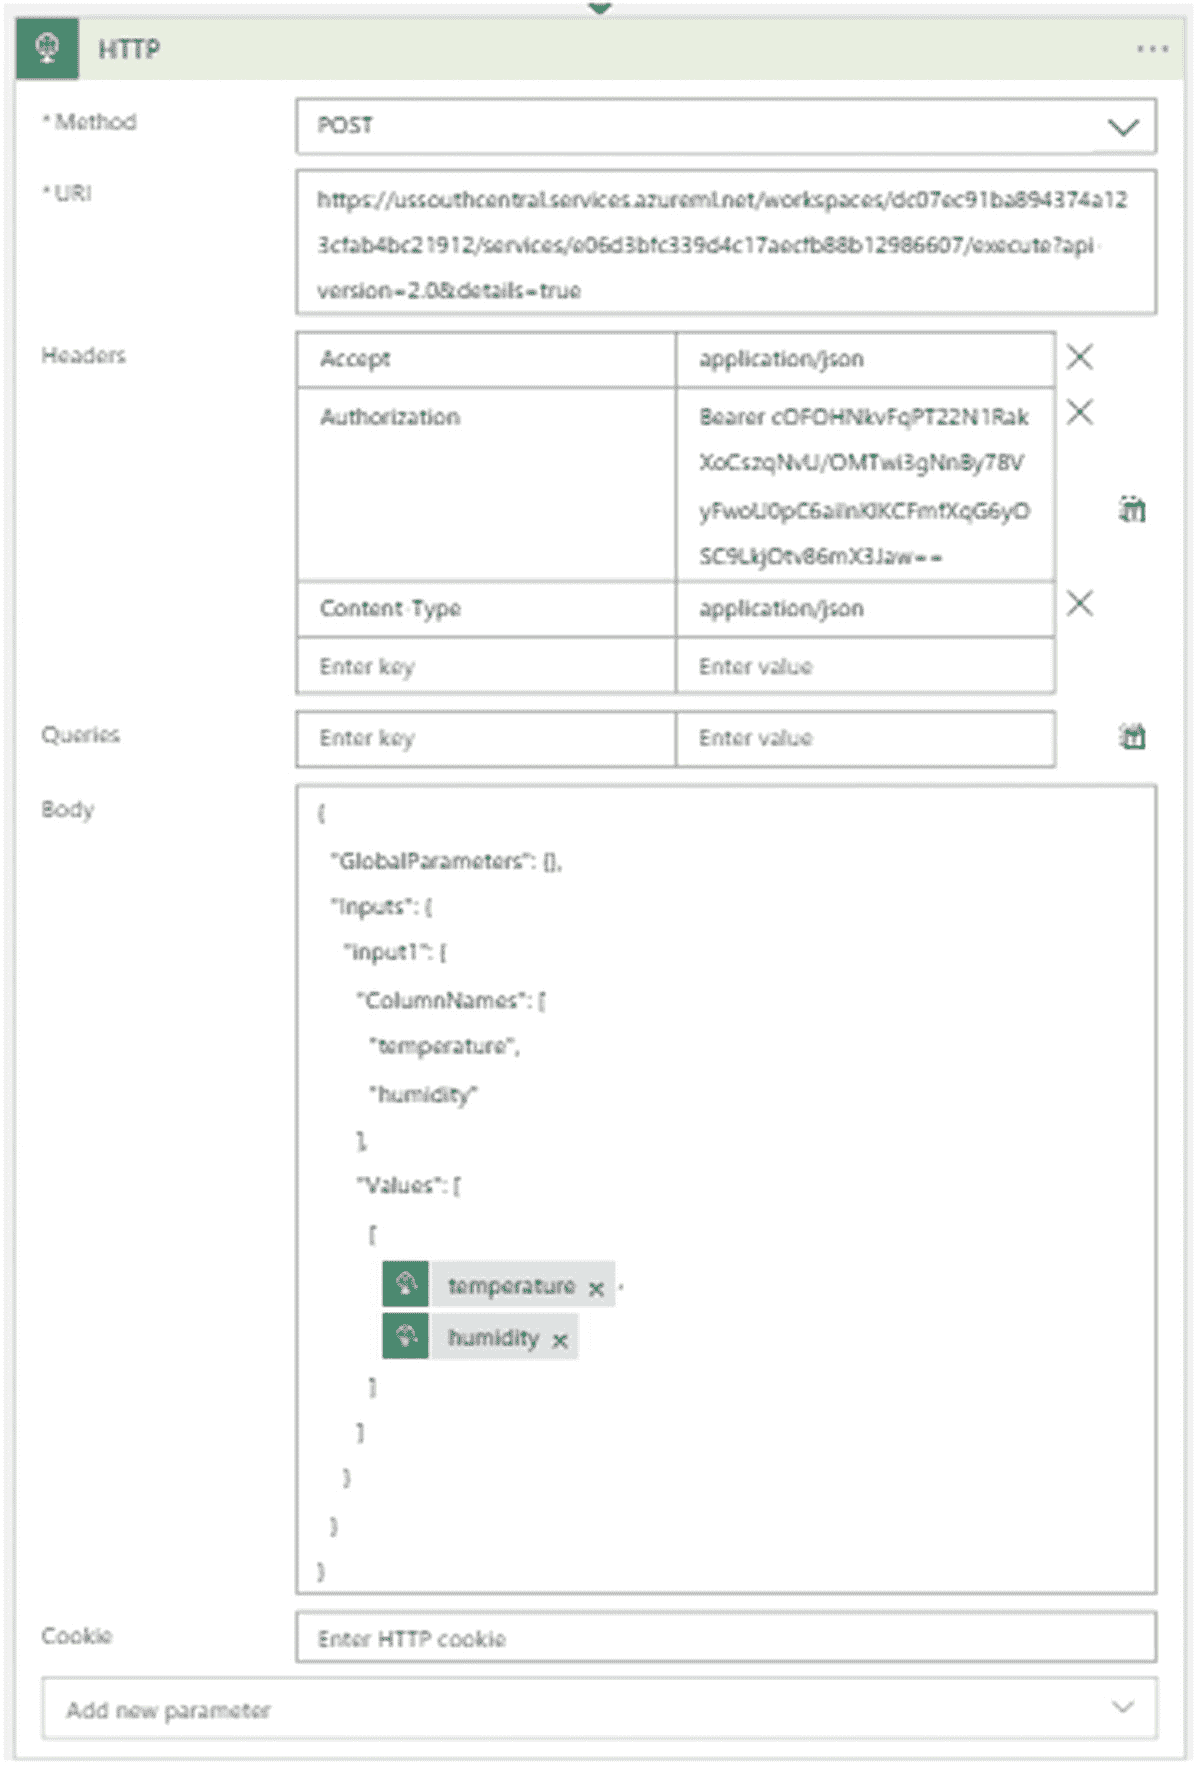 HTTP
* Method
POST
* URI
https://ussouthcentral.services.azureml.net/workspaces/dc07ec91ba894374a12
3cfab4bc21912/services/e06d3bfc339d4c17aecfb88b12986607/execute?api-
version=2.0&details=true
Headers
Accept
application/json
Authorization
Bearer
Content-Type
application/json
Enter key
Enter value
Queries
Enter key
Enter value
Body
{
"GlobalParameters": {},
"Inputs": {
"input1": {
"ColumnNames": [
"temperature",
"humidity"
],
"Values": [
[
temperature ,
humidity
]
]
}
}
}
Cookie
Enter HTTP cookie
Add new parameter